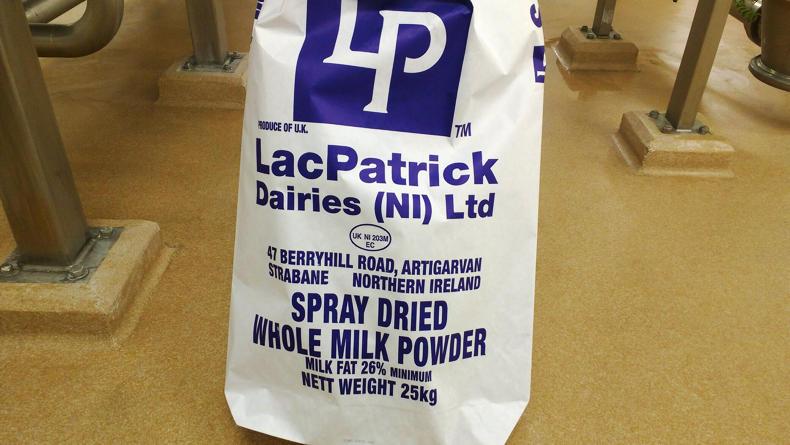 LP
PRODUCE OF U.K.
TM
LacPatrick
Dairies (NI) Ltd
UK NI 203M
EC
47 BERRYHILL ROAD, ARTIGARVAN
STRABANE NORTHERN IRELAND
SPRAY DRIED
WHOLE MILK POWDER
MILK FAT 26% MINIMUM
NETT WEIGHT 25kg